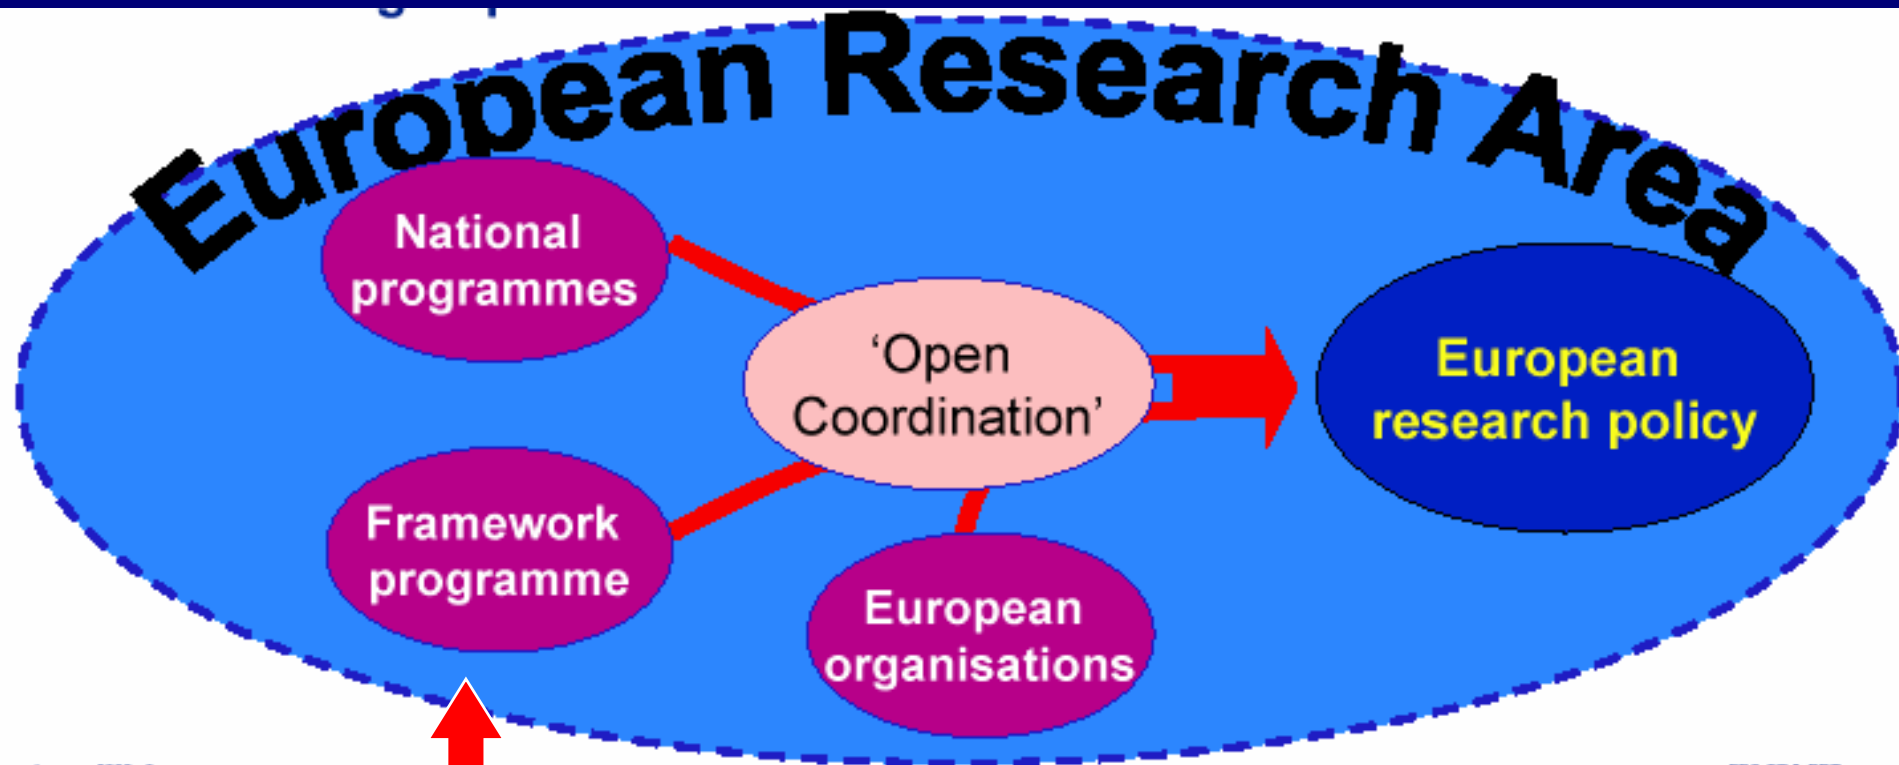 European Research Area
National
programmes
'Open
Coordination'
European
research policy
Framework
programme
European
organisations